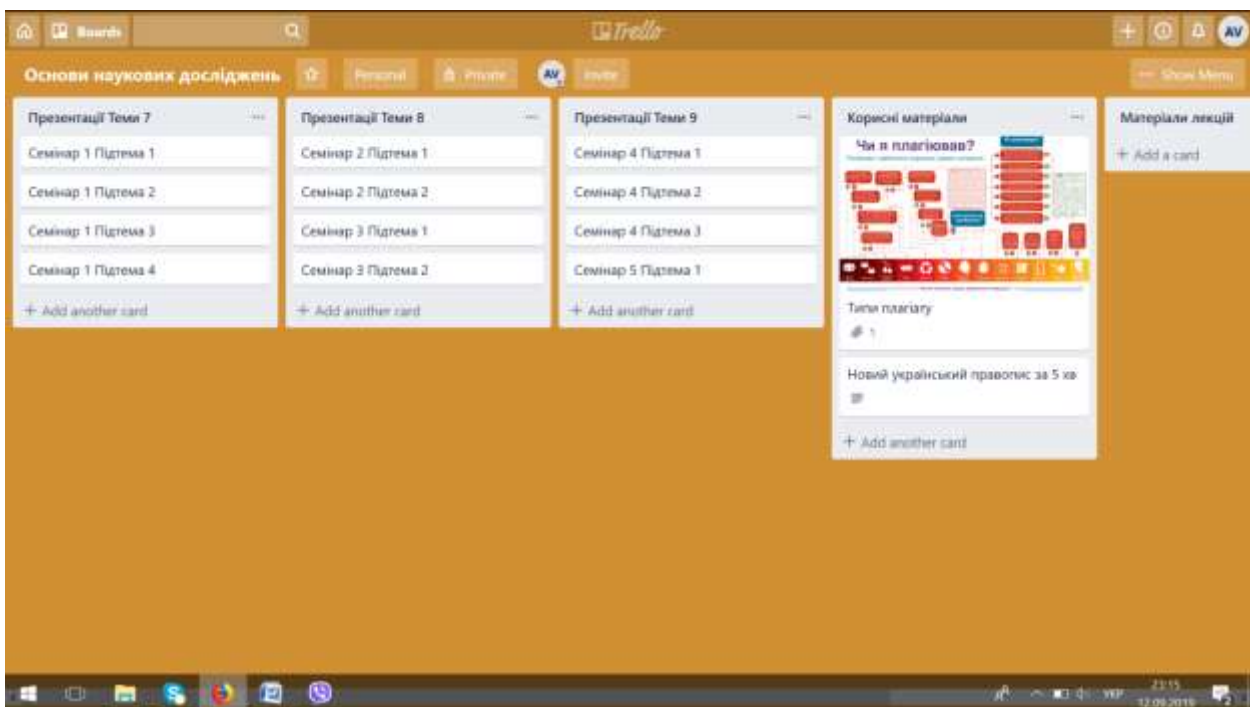 Boards
Trello
AV
Основи наукових досліджень
Personal
Private
AV
Invite
Show Menu
Презентації Теми 7
Семінар 1 Підтема 1
Семінар 1 Підтема 2
Семінар 1 Підтема 3
Семінар 1 Підтема 4
+ Add another card
Презентації Теми 8
Семінар 2 Підтема 1
Семінар 2 Підтема 2
Семінар 3 Підтема 1
Семінар 3 Підтема 2
+ Add another card
Презентації Теми 9
Семінар 4 Підтема 1
Семінар 4 Підтема 2
Семінар 4 Підтема 3
Семінар 5 Підтема 1
+ Add another card
Корисні матеріали
Чи я плагіював?
Типи плагіату
1
Новий український правопис за 5 хв
+ Add another card
Матеріали лекцій
+ Add a card
УКР
23:15
12.09.2019